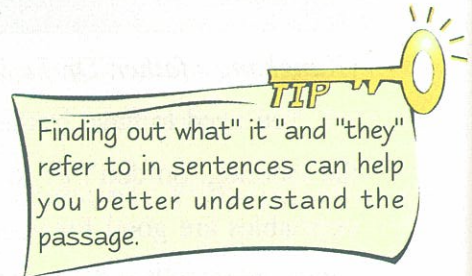 TIP
Finding out what" it "and "they"
refer to in sentences can help
you better understand the
passage.